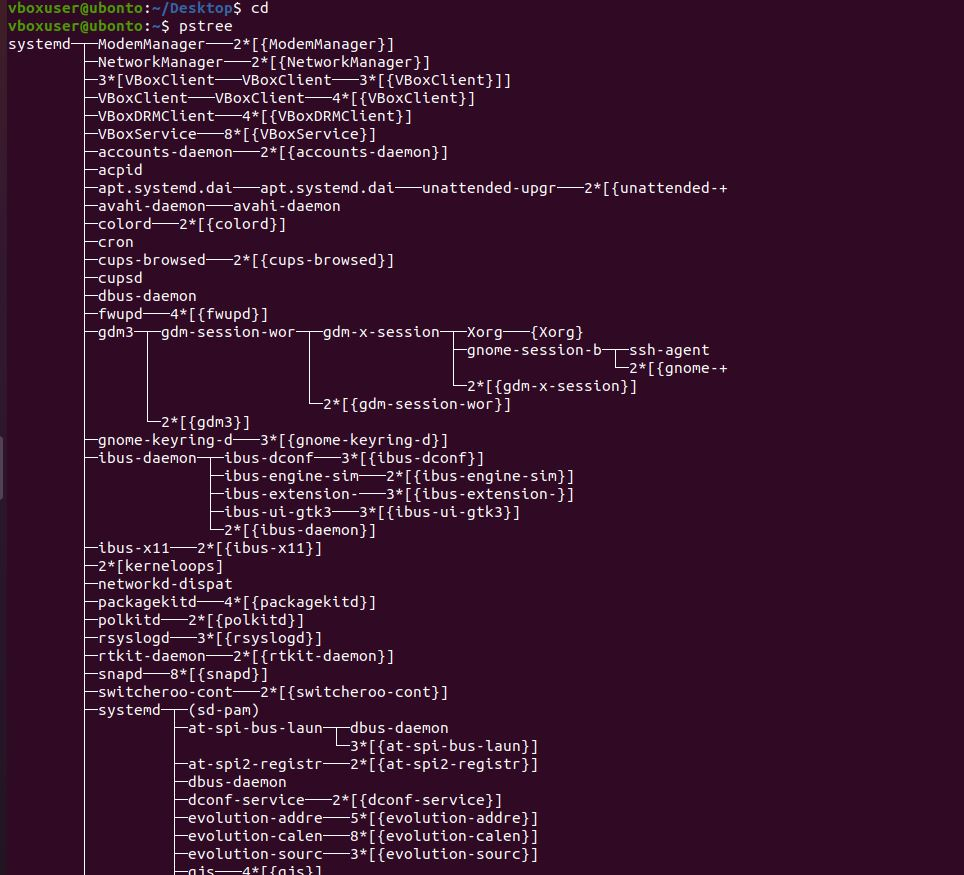 vboxuser@ubonto:~/Desktop$ cd
vboxuser@ubonto:~$ pstree
systemd─┬─ModemManager───2*[{ModemManager}]
        ├─NetworkManager───2*[{NetworkManager}]
        ├─3*[VBoxClient───VBoxClient───3*[{VBoxClient}]]
        ├─VBoxClient───VBoxClient───4*[{VBoxClient}]
        ├─VBoxDRMClient───4*[{VBoxDRMClient}]
        ├─VBoxService───8*[{VBoxService}]
        ├─accounts-daemon───2*[{accounts-daemon}]
        ├─acpid
        ├─apt.systemd.dai───apt.systemd.dai───unattended-upgr───2*[{unattended-+
        ├─avahi-daemon───avahi-daemon
        ├─colord───2*[{colord}]
        ├─cron
        ├─cups-browsed───2*[{cups-browsed}]
        ├─cupsd
        ├─dbus-daemon
        ├─fwupd───4*[{fwupd}]
        ├─gdm3─┬─gdm-session-wor─┬─gdm-x-session─┬─Xorg───{Xorg}
        │      │                 │               ├─gnome-session-b─┬─ssh-agent
        │      │                 │               │                 └─2*[{gnome-+
        │      │                 │               └─2*[{gdm-x-session}]
        │      │                 └─2*[{gdm-session-wor}]
        │      └─2*[{gdm3}]
        ├─gnome-keyring-d───3*[{gnome-keyring-d}]
        ├─ibus-daemon─┬─ibus-dconf───3*[{ibus-dconf}]
        │             ├─ibus-engine-sim───2*[{ibus-engine-sim}]
        │             ├─ibus-extension-───3*[{ibus-extension-}]
        │             ├─ibus-ui-gtk3───3*[{ibus-ui-gtk3}]
        │             └─2*[{ibus-daemon}]
        ├─ibus-x11───2*[{ibus-x11}]
        ├─2*[kerneloops]
        ├─networkd-dispat
        ├─packagekitd───4*[{packagekitd}]
        ├─polkitd───2*[{polkitd}]
        ├─rsyslogd───3*[{rsyslogd}]
        ├─rtkit-daemon───2*[{rtkit-daemon}]
        ├─snapd───8*[{snapd}]
        ├─switcheroo-cont───2*[{switcheroo-cont}]
        ├─systemd─┬─(sd-pam)
        │         ├─at-spi-bus-laun─┬─dbus-daemon
        │         │                 └─3*[{at-spi-bus-laun}]
        │         ├─at-spi2-registr───2*[{at-spi2-registr}]
        │         ├─dbus-daemon
        │         ├─dconf-service───2*[{dconf-service}]
        │         ├─evolution-addre───5*[{evolution-addre}]
        │         ├─evolution-calen───8*[{evolution-calen}]
        │         ├─evolution-sourc───3*[{evolution-sourc}]
        │         ├─gjs───4*[{gjs}]